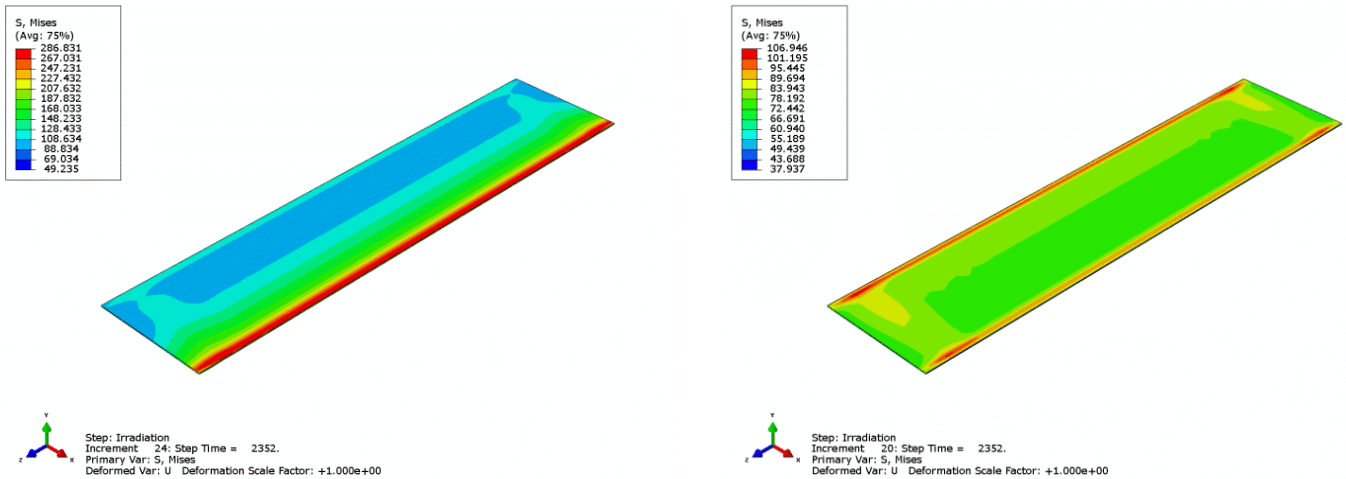 S, Mises
(Avg: 75%)
286.831
267.031
247.231
227.432
207.632
187.832
168.033
148.233
128.433
108.634
88.834
69.034
49.235
Y
Z
X
Step: Irradiation
Increment 24: Step Time = 2352.
Primary Var: S, Mises
Deformed Var: U Deformation Scale Factor: +1.000e+00
S, Mises
(Avg: 75%)
106.946
101.195
95.445
89.694
83.943
78.192
72.442
66.691
60.940
55.189
49.439
43.688
37.937
Y
Z
X
Step: Irradiation
Increment 20: Step Time = 2352.
Primary Var: S, Mises
Deformed Var: U Deformation Scale Factor: +1.000e+00